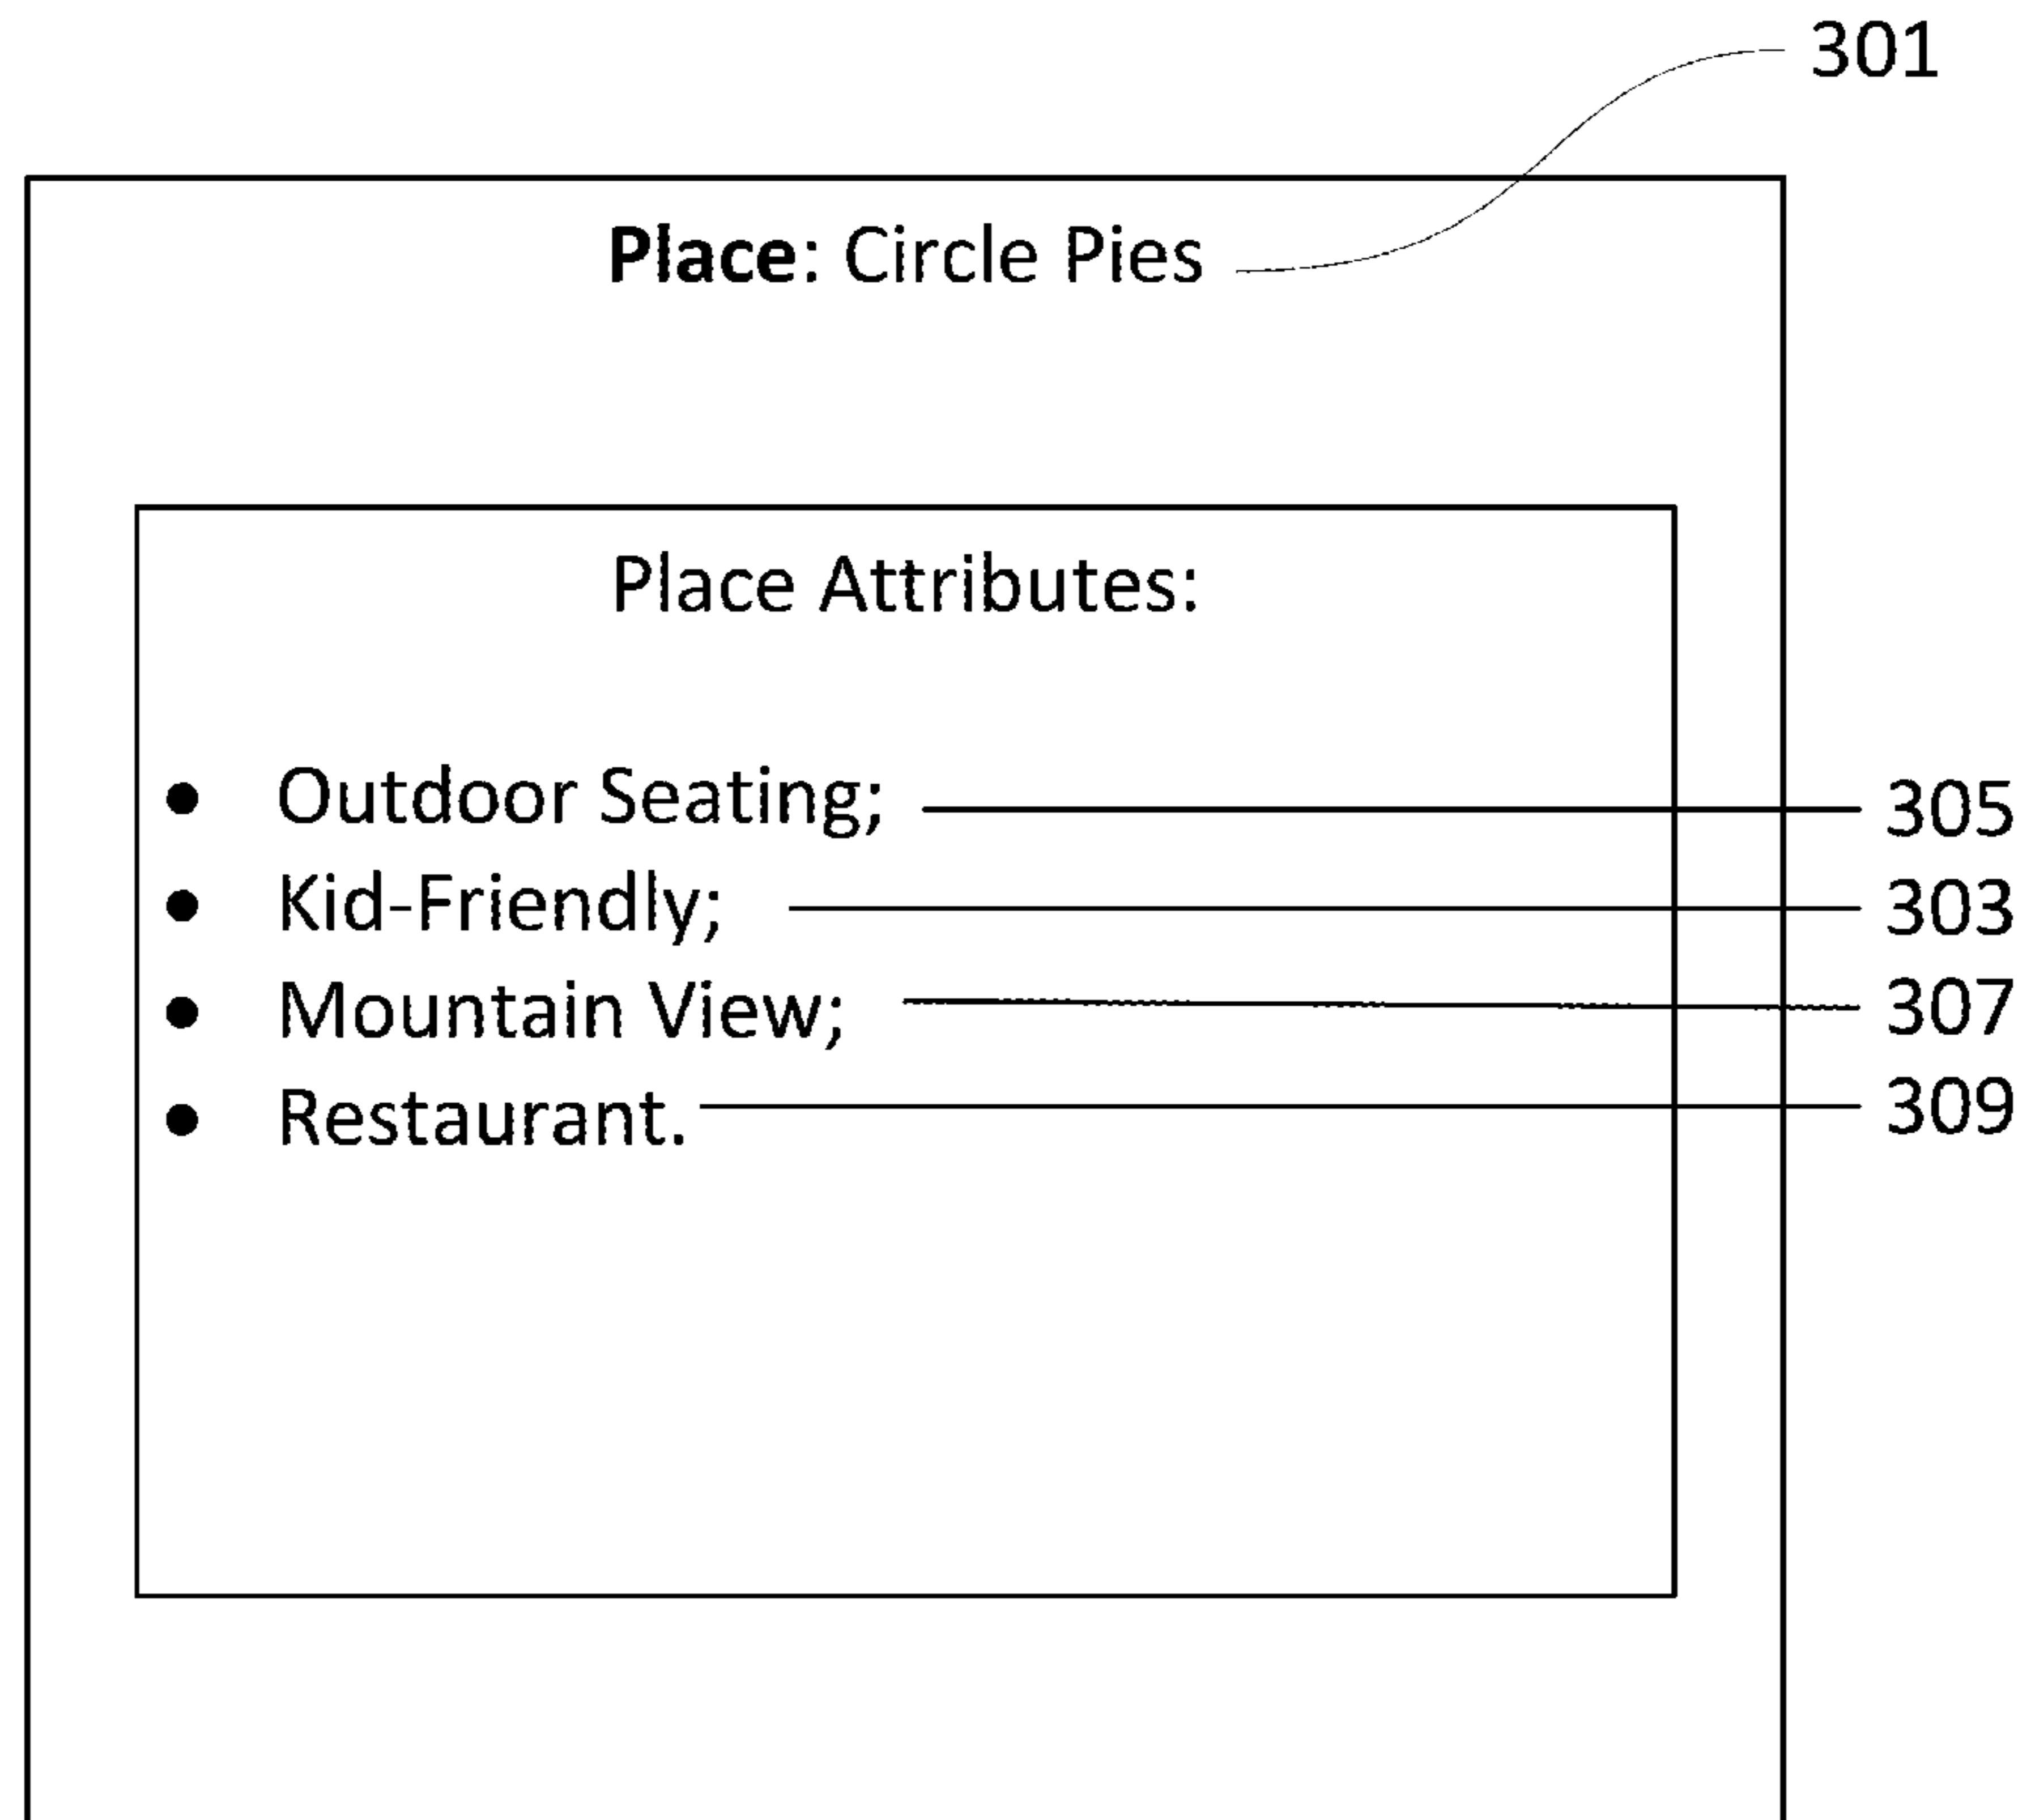 301
Place: Circle Pies
Place Attributes:
• Outdoor Seating; 305
• Kid-Friendly; 303
• Mountain View; 307
• Restaurant. 309